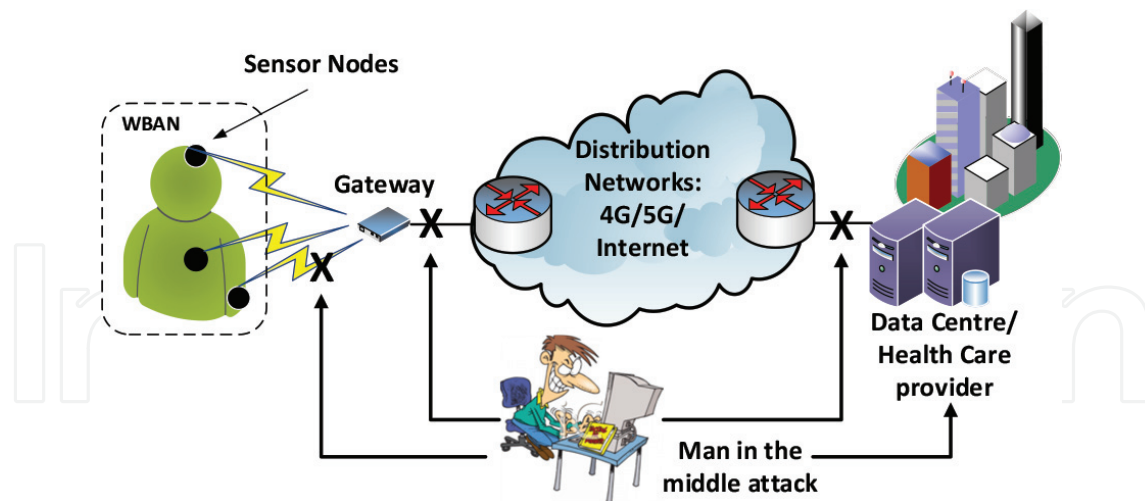 Sensor Nodes
WBAN
Gateway
Distribution
Networks:
4G/5G/
Internet
X
X
X
Data Centre/
Health Care
provider
Man in the
middle attack